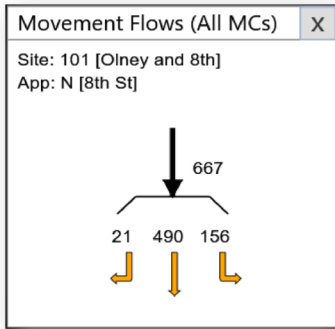 Movement Flows (All MCs) X
Site: 101 [Olney and 8th]
App: N [8th St]
667
21 490 156